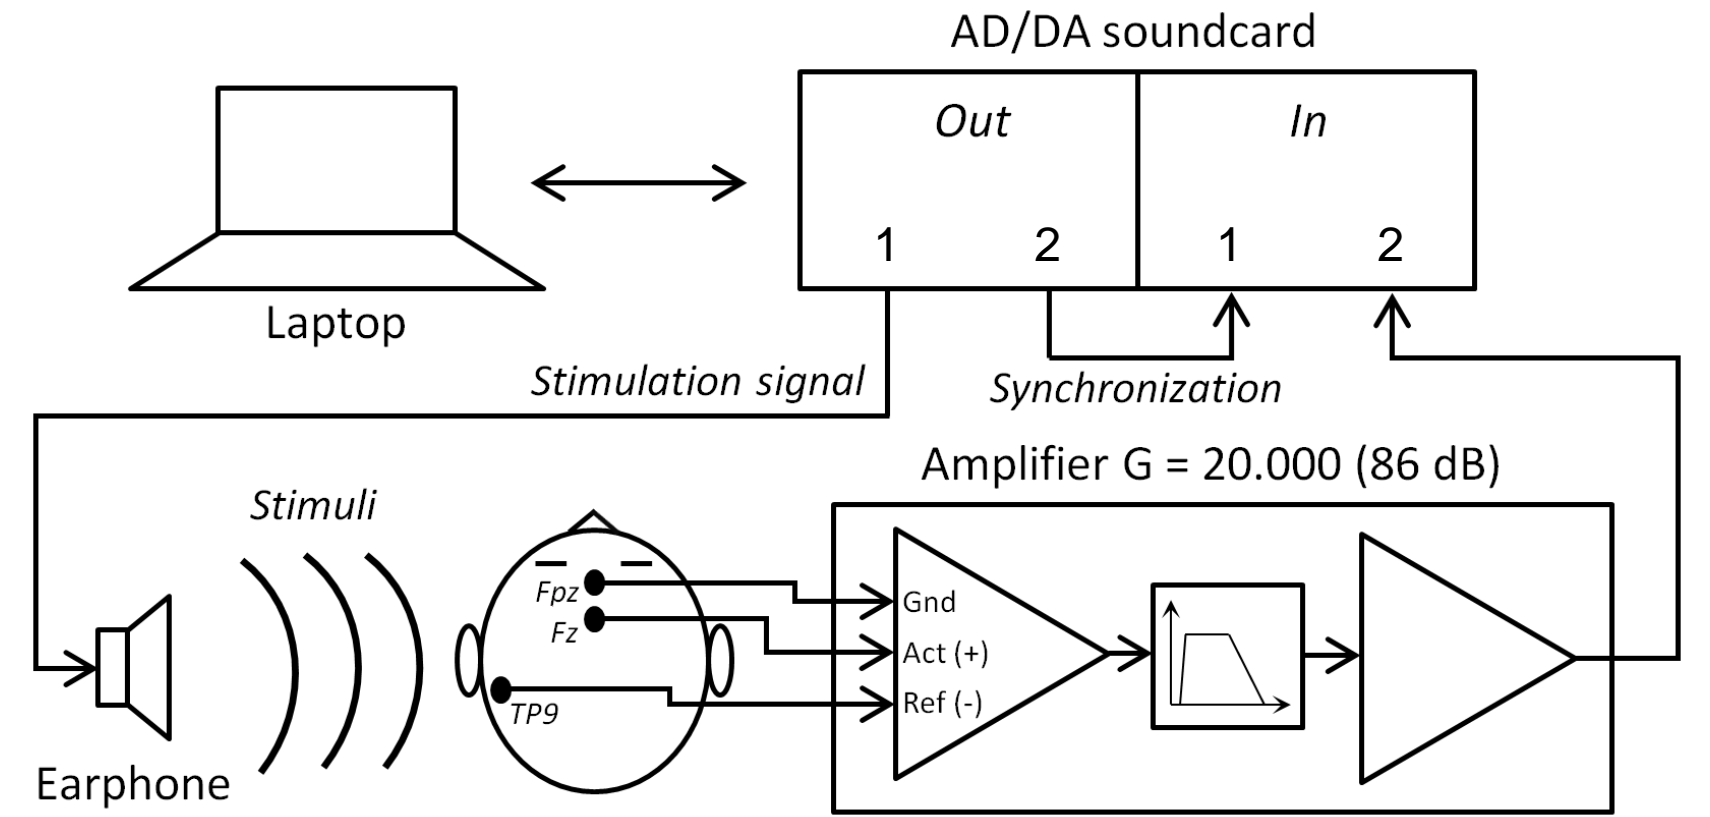 AD/DA soundcard
Out
In
1
2
1
2
Laptop
Stimulation signal
Synchronization
Amplifier G = 20.000 (86 dB)
Stimuli
Fpz
Fz
TP9
Gnd
Act (+)
Ref (-)
Earphone